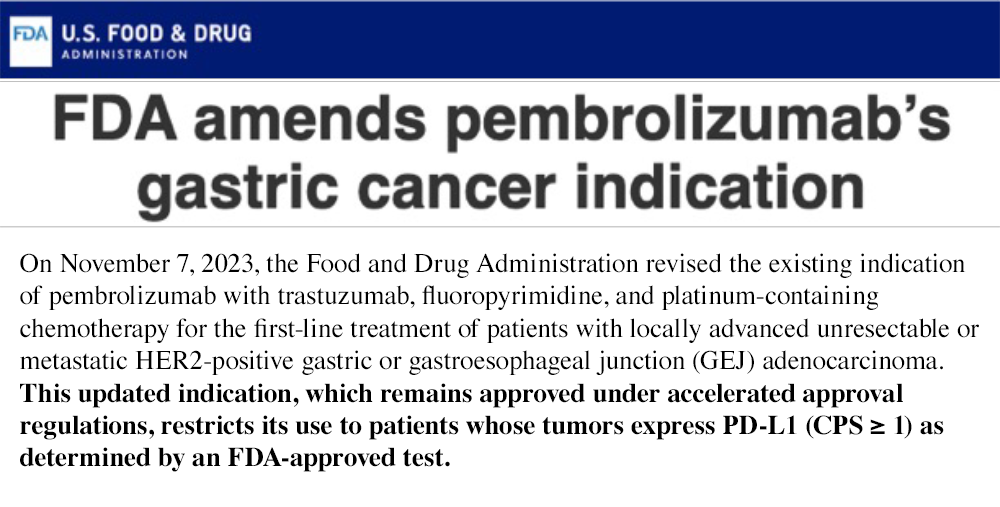 FDA U.S. FOOD & DRUG
ADMINISTRATION
FDA amends pembrolizumab’s
gastric cancer indication
On November 7, 2023, the Food and Drug Administration revised the existing indication
of pembrolizumab with trastuzumab, fluoropyrimidine, and platinum-containing
chemotherapy for the first-line treatment of patients with locally advanced unresectable or
metastatic HER2-positive gastric or gastroesophageal junction (GEJ) adenocarcinoma.
This updated indication, which remains approved under accelerated approval
regulations, restricts its use to patients whose tumors express PD-L1 (CPS ≥ 1) as
determined by an FDA-approved test.